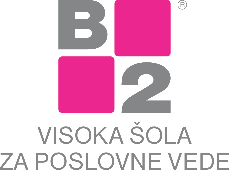 B ®
2
VISOKA ŠOLA
ZA POSLOVNE VEDE